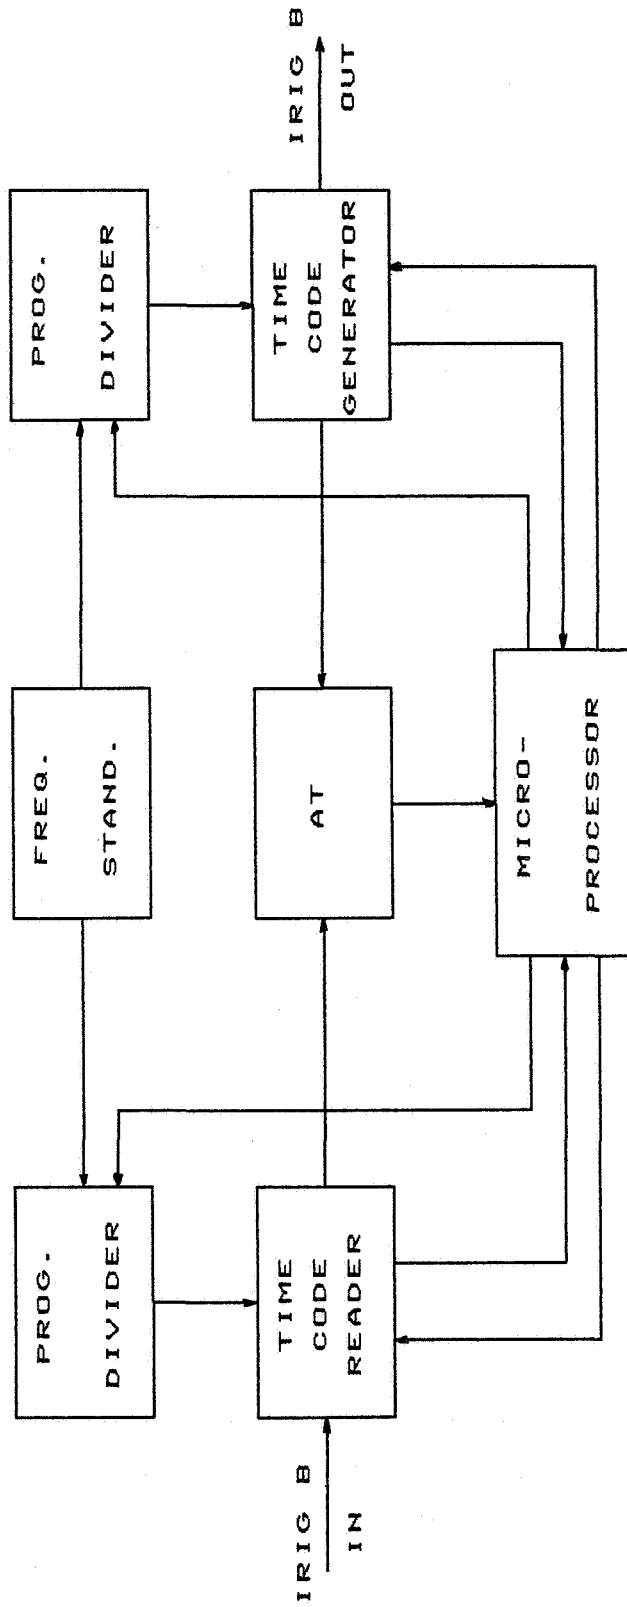 PROG.
DIVIDER
FREQ.
STAND.
PROG.
DIVIDER
IRIG B
IN
TIME
CODE
READER
AT
TIME
CODE
GENERATOR
IRIG B
OUT
MICRO-
PROCESSOR